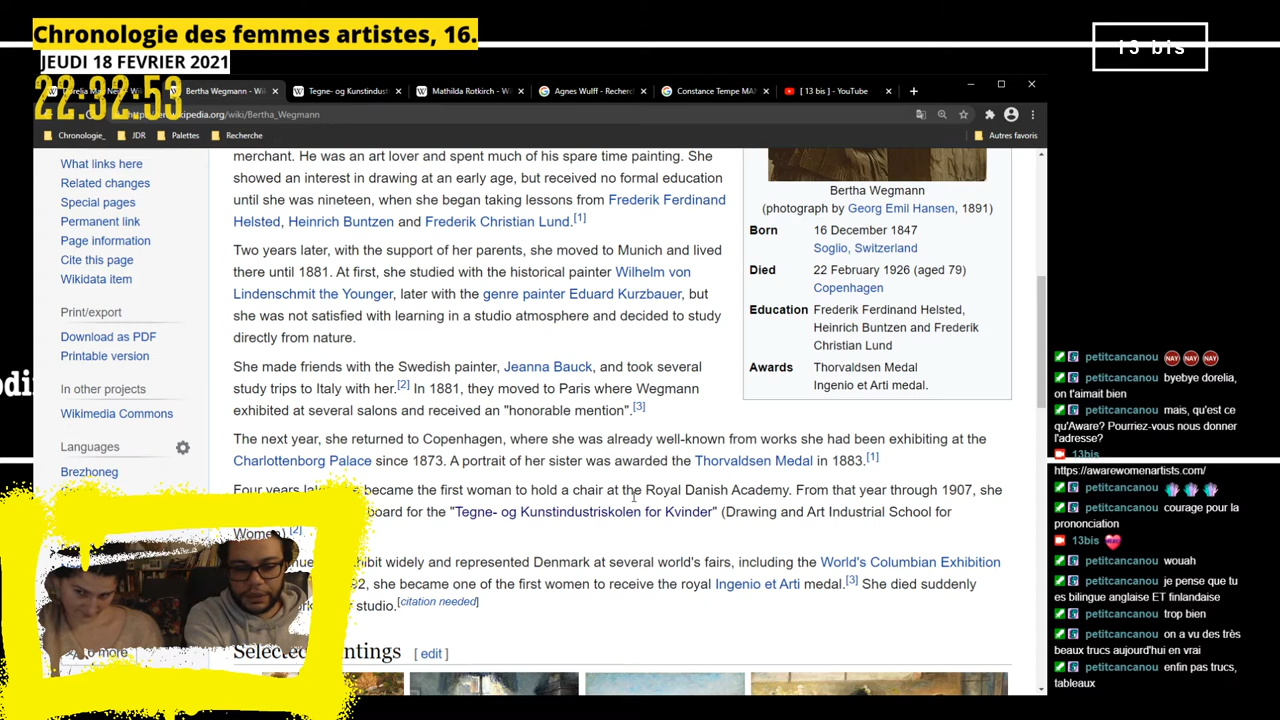 Chronologie des femmes artistes, 16.
JEUDI 18 FEVRIER 2021
22:32:53
13 bis
Bertha Wegmann - Wi
Tegne- og Kunstindust
Mathilda Rotkirch - Wi
Agnes Wulff - Recherc
Constance Tempe MA
[ 13 bis ] - YouTube
wikipedia.org/wiki/Bertha_Wegmann
Chronologie_
JDR
Palettes
Recherche
Autres favoris
What links here
Related changes
Special pages
Permanent link
Page information
Cite this page
Wikidata item
Print/export
Download as PDF
Printable version
In other projects
Wikimedia Commons
Languages
Brezhoneg
merchant. He was an art lover and spent much of his spare time painting. She
showed an interest in drawing at an early age, but received no formal education
until she was nineteen, when she began taking lessons from Frederik Ferdinand
Helsted, Heinrich Buntzen and Frederik Christian Lund.[1]
Two years later, with the support of her parents, she moved to Munich and lived
there until 1881. At first, she studied with the historical painter Wilhelm von
Lindenschmit the Younger, later with the genre painter Eduard Kurzbauer, but
she was not satisfied with learning in a studio atmosphere and decided to study
directly from nature.
She made friends with the Swedish painter, Jeanna Bauck, and took several
study trips to Italy with her.[2] In 1881, they moved to Paris where Wegmann
exhibited at several salons and received an "honorable mention".[3]
The next year, she returned to Copenhagen, where she was already well-known from works she had been exhibiting at the
Charlottenborg Palace since 1873. A portrait of her sister was awarded the Thorvaldsen Medal in 1883.[1]
Four years became the first woman to hold a chair at the Royal Danish Academy. From that year through 1907, she
board for the "Tegne- og Kunstindustriskolen for Kvinder" (Drawing and Art Industrial School for
Women).[2]
exhibit widely and represented Denmark at several world's fairs, including the World's Columbian Exhibition
she became one of the first women to receive the royal Ingenio et Arti medal.[3] She died suddenly
studio.[citation needed]
[ edit ]
Bertha Wegmann
(photograph by Georg Emil Hansen, 1891)
Born 16 December 1847
Soglio, Switzerland
Died 22 February 1926 (aged 79)
Copenhagen
Education Frederik Ferdinand Helsted,
Heinrich Buntzen and Frederik
Christian Lund
Awards Thorvaldsen Medal
Ingenio et Arti medal.
petitcancanou NAY NAY NAY
petitcancanou byebye dorelia,
on t'aimait bien
petitcancanou mais, qu'est ce
qu'Aware? Pourriez-vous nous donner
l'adresse?
13bis
https://awarewomenartists.com/
petitcancanou
petitcancanou courage pour la
prononciation
13bis
petitcancanou wouah
petitcancanou je pense que tu
es bilingue anglaise ET finlandaise
petitcancanou trop bien
petitcancanou on a vu des très
beaux trucs aujourd'hui en vrai
petitcancanou enfin pas trucs,
tableaux